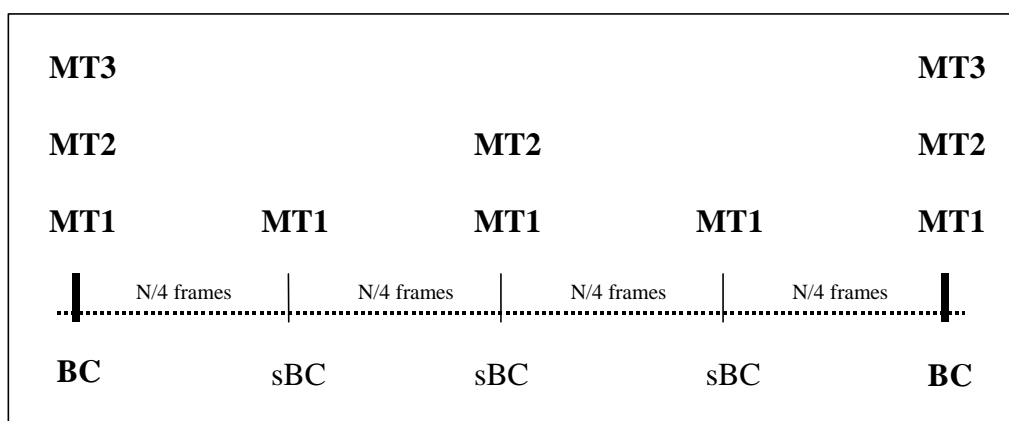 MT3 MT3
MT2 MT2 MT2
MT1 MT1 MT1 MT1 MT1
N/4 frames N/4 frames N/4 frames N/4 frames
BC sBC sBC sBC BC